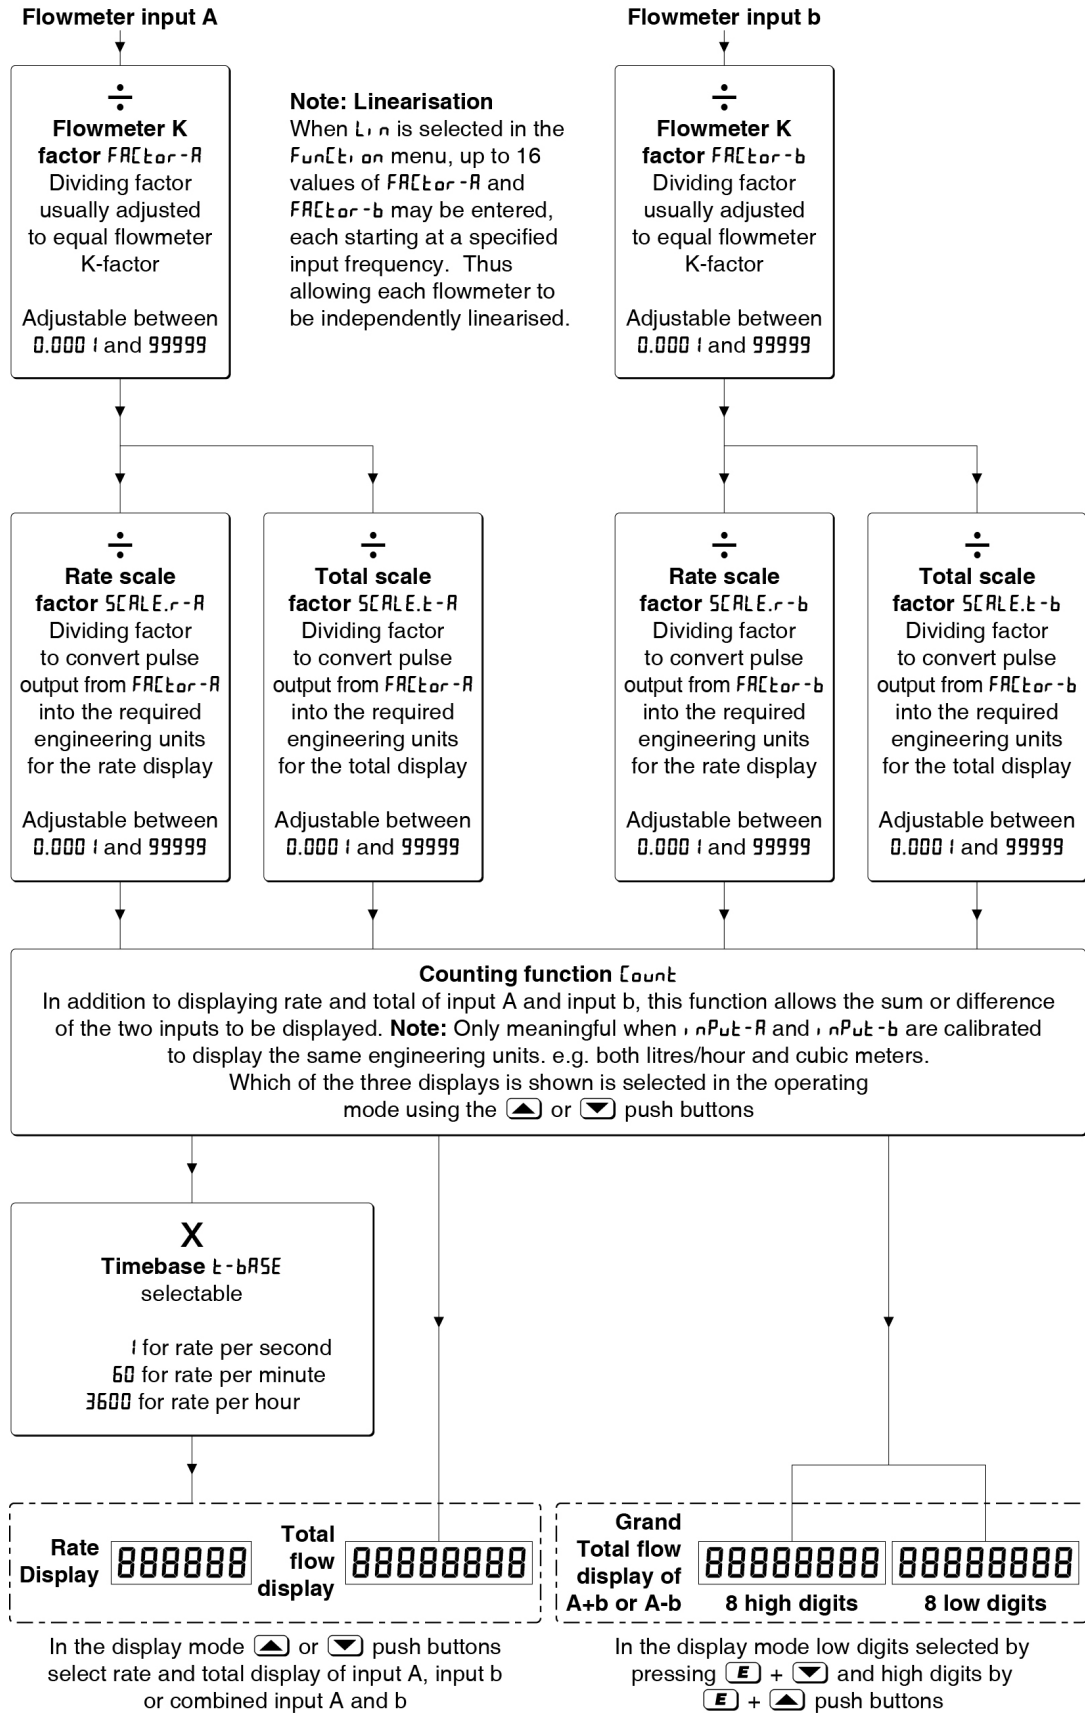 Flowmeter input A
÷
Flowmeter K
factor FACtor-A
Dividing factor
usually adjusted
to equal flowmeter
K-factor
Adjustable between
0.0001 and 99999
Note: Linearisation
When Lin is selected in the
FunCtion menu, up to 16
values of FACtor-A and
FACtor-b may be entered,
each starting at a specified
input frequency. Thus
allowing each flowmeter to
be independently linearised.
Flowmeter input b
÷
Flowmeter K
factor FACtor-b
Dividing factor
usually adjusted
to equal flowmeter
K-factor
Adjustable between
0.0001 and 99999
÷
Rate scale
factor SCALE.r-A
Dividing factor
to convert pulse
output from FACtor-A
into the required
engineering units
for the rate display
Adjustable between
0.0001 and 99999
÷
Total scale
factor SCALE.t-A
Dividing factor
to convert pulse
output from FACtor-A
into the required
engineering units
for the total display
Adjustable between
0.0001 and 99999
÷
Rate scale
factor SCALE.r-b
Dividing factor
to convert pulse
output from FACtor-b
into the required
engineering units
for the rate display
Adjustable between
0.0001 and 99999
÷
Total scale
factor SCALE.t-b
Dividing factor
to convert pulse
output from FACtor-b
into the required
engineering units
for the total display
Adjustable between
0.0001 and 99999
Counting function Count
In addition to displaying rate and total of input A and input b, this function allows the sum or difference
of the two inputs to be displayed. Note: Only meaningful when inPut-A and inPut-b are calibrated
to display the same engineering units. e.g. both litres/hour and cubic meters.
Which of the three displays is shown is selected in the operating
mode using the ▲ or ▼ push buttons
X
Timebase t-bASE
selectable
1 for rate per second
60 for rate per minute
3600 for rate per hour
Rate
Display
888888
Total
flow
display
88888888
Grand
Total flow
display of
A+b or A-b
88888888
8 high digits
88888888
8 low digits
In the display mode ▲ or ▼ push buttons
select rate and total display of input A, input b
or combined input A and b
In the display mode low digits selected by
pressing E + ▼ and high digits by
E + ▲ push buttons